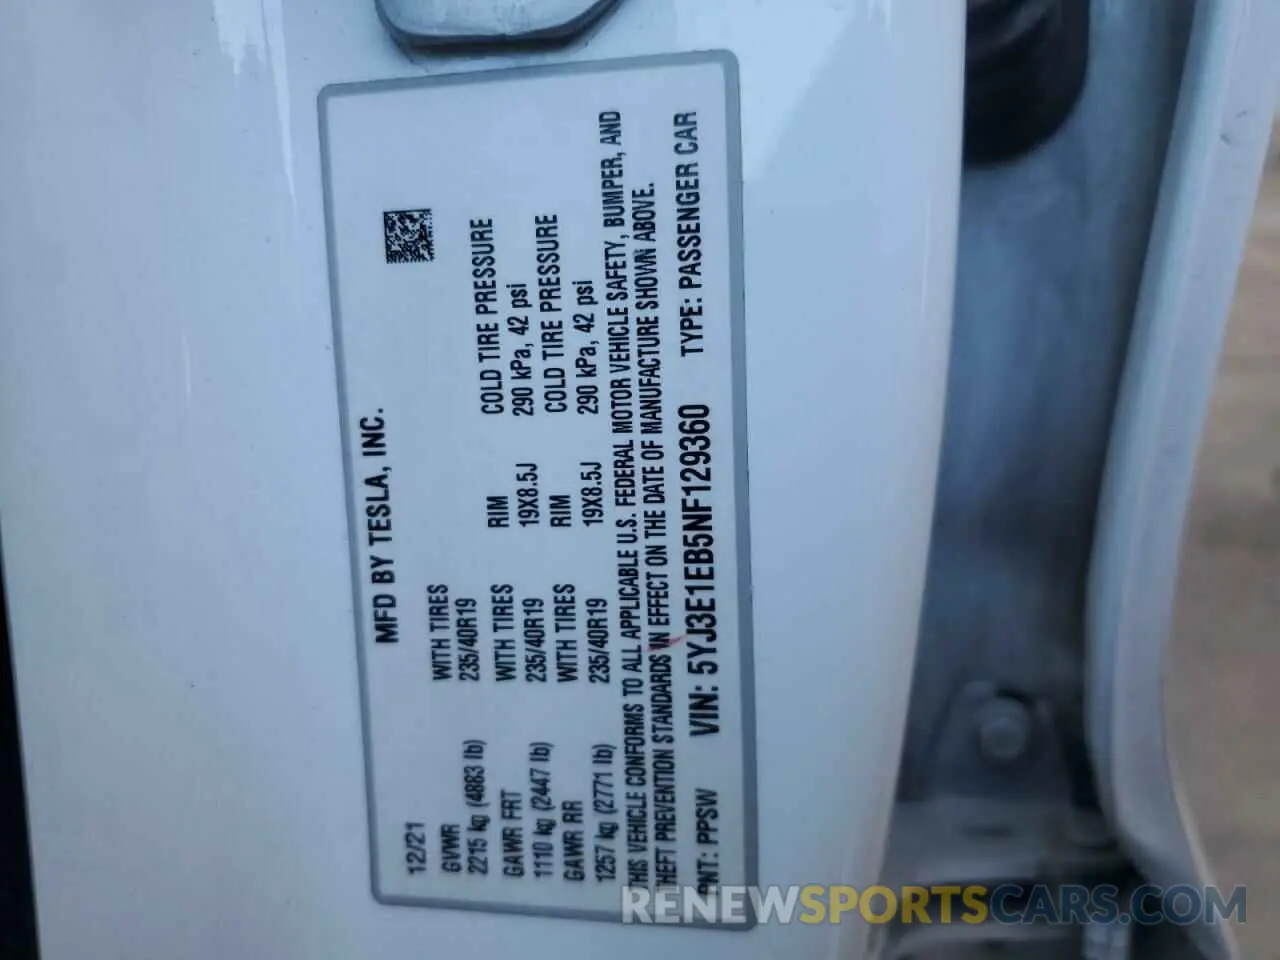 MFD BY TESLA, INC.
12/21
GVWR WITH TIRES RIM COLD TIRE PRESSURE
2215 kg (4883 lb) 235/40R19 19X8.5J 290 kPa, 42 psi
GAWR FRT WITH TIRES RIM COLD TIRE PRESSURE
1110 kg (2447 lb) 235/40R19 19X8.5J 290 kPa, 42 psi
GAWR RR WITH TIRES
1257 kg (2771 lb) 235/40R19
THIS VEHICLE CONFORMS TO ALL APPLICABLE U.S. FEDERAL MOTOR VEHICLE SAFETY, BUMPER, AND
THEFT PREVENTION STANDARDS IN EFFECT ON THE DATE OF MANUFACTURE SHOWN ABOVE.
PNT: PPSW VIN: 5YJ3E1EB5NF129360 TYPE: PASSENGER CAR
RENEWSPORTSCARS.COM